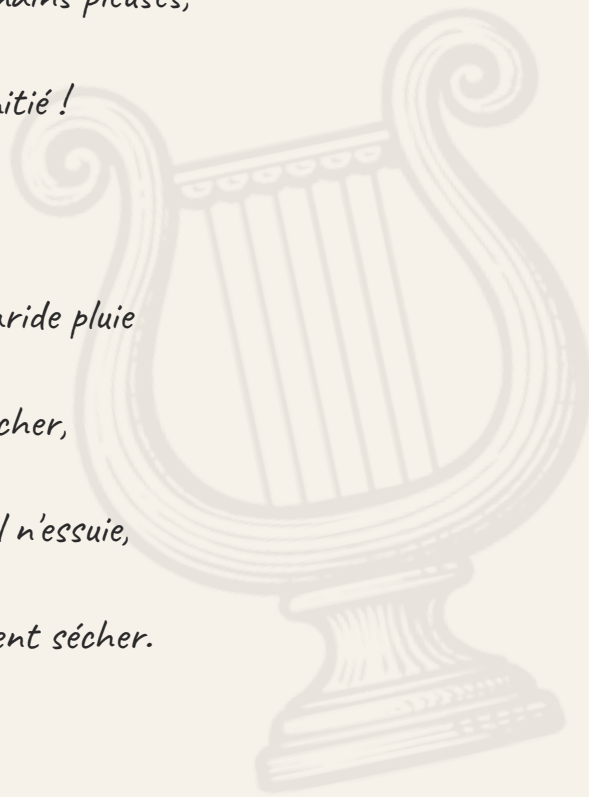 mains pieuses,
itié !
aride pluie
cher,
l n'essuie,
ent sécher.